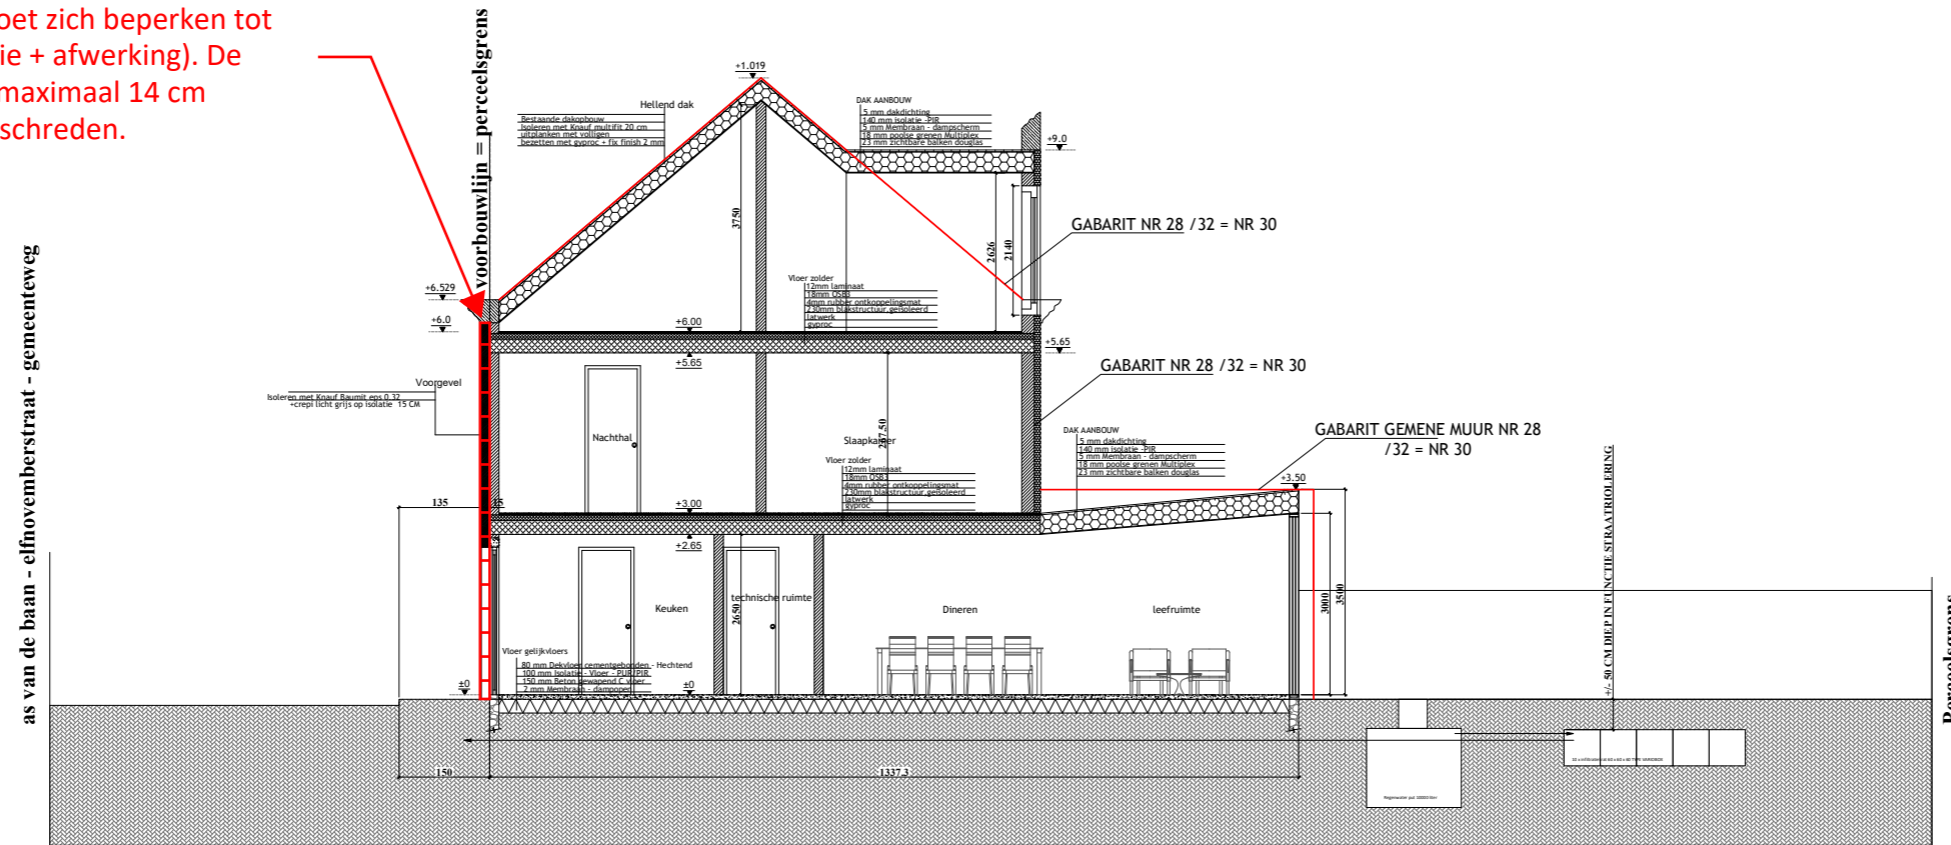 oet zich beperken tot
ie + afwerking). De
maximaal 14 cm
schreden.
voorbouwlijn = perceelsgrens
as van de baan - elfnovemberstraat - gemeenteweg
+1.019
Hellend dak
Bestaande dakopbouw
Isoleren met Knauf multifit 20 cm
uitplanken met volligen
bezetten met gyproc + fix finish 2 mm
DAK AANBOUW
5 mm dakdichting
140 mm isolatie -PIR
5 mm Membraan - dampscherm
18 mm poolse grenen Multiplex
23 mm zichtbare balken douglas
+9.0
3750
2626
2140
GABARIT NR 28 /32 = NR 30
Vloer zolder
12mm laminaat
18mm OSB3
4mm rubber ontkoppelingsmat
230mm blakstructuur,geïsoleerd
latwerk
gyproc
+6.529
+6.0
+6.00
+5.65
+5.65
GABARIT NR 28 /32 = NR 30
Voorgevel
Isoleren met Knauf Baumit eps 0.32
+crepi licht grijs op isolatie 15 CM
Nachthal
Slaapkamer
267.50
Vloer zolder
12mm laminaat
18mm OSB3
4mm rubber ontkoppelingsmat
230mm blakstructuur,geïsoleerd
latwerk
gyproc
DAK AANBOUW
5 mm dakdichting
140 mm isolatie -PIR
5 mm Membraan - dampscherm
18 mm poolse grenen Multiplex
23 mm zichtbare balken douglas
GABARIT GEMENE MUUR NR 28
/32 = NR 30
+3.50
135
15
+3.00
+2.65
Keuken
technische ruimte
Dineren
leefruimte
2650
3000
3500
+/- 50 CM DIEP IN FUNCTIE STRAATRIOLERING
Perceelsgrens
Vloer gelijkvloers
80 mm Dekvloer cementgebonden - Hechtend
100 mm Isolatie - Vloer - PUR/PIR
150 mm Beton gewapend C vloer
2 mm Membraan - dampopen
±0
±0
150
1337.3